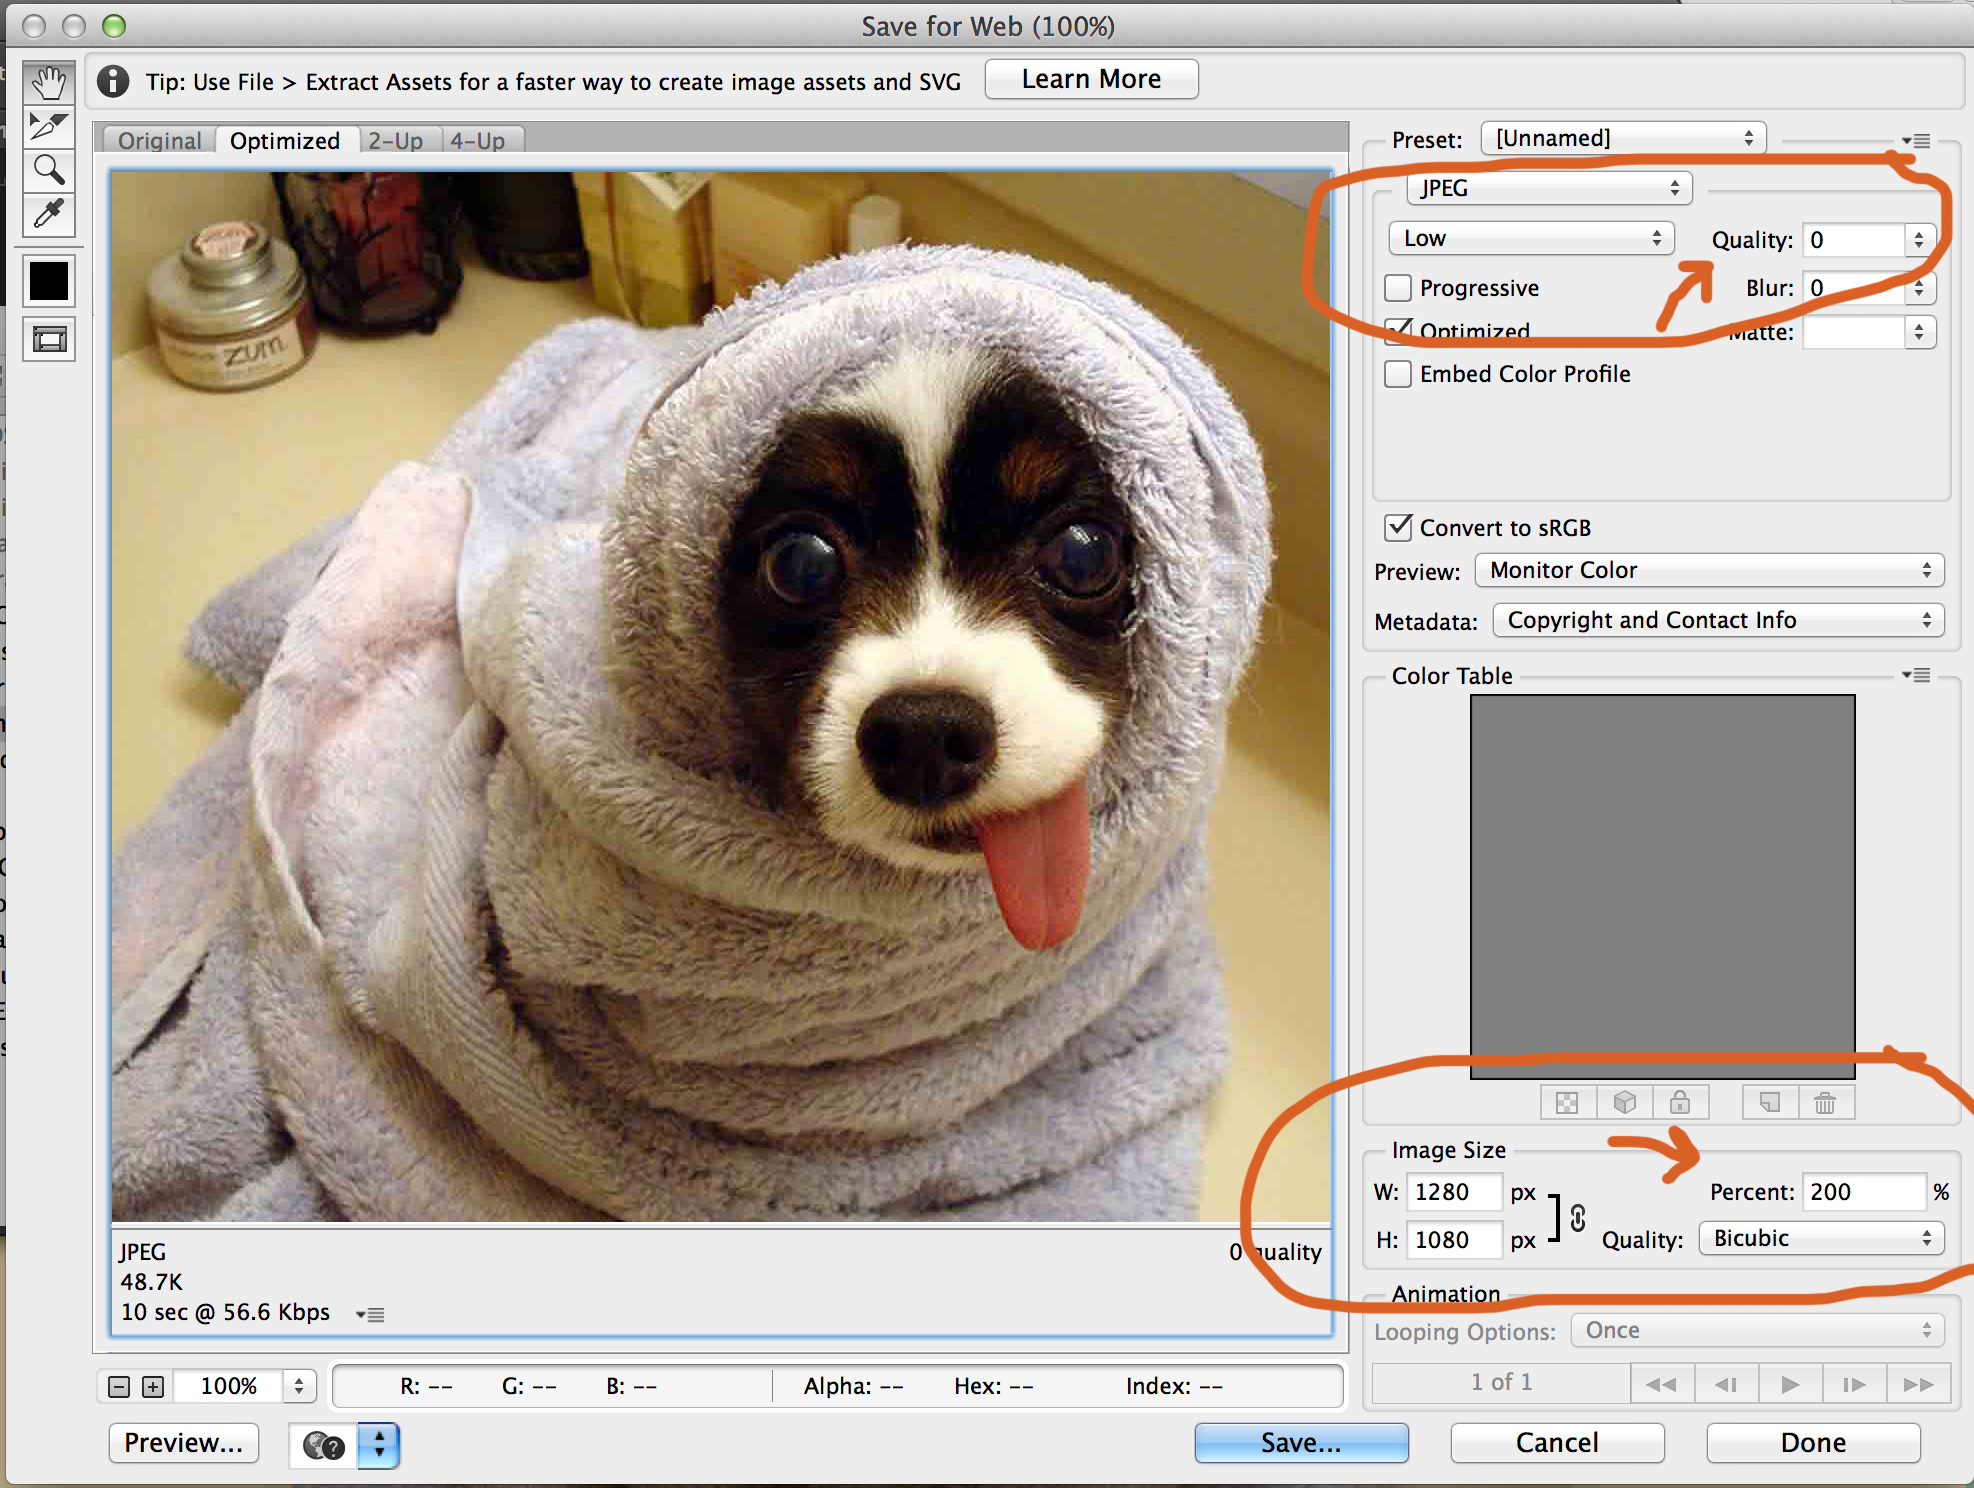 Save for Web (100%)
Tip: Use File > Extract Assets for a faster way to create image assets and SVG
Learn More
Original Optimized 2-Up 4-Up
Preset: [Unnamed]
JPEG
Low
Quality: 0
Progressive
Blur: 0
Optimized
Matte:
Embed Color Profile
Convert to sRGB
Preview: Monitor Color
Metadata: Copyright and Contact Info
Color Table
zum
Image Size
W: 1280 px
Percent: 200 %
H: 1080 px
Quality: Bicubic
JPEG
0 quality
48.7K
10 sec @ 56.6 Kbps
Animation
Looping Options: Once
1 of 1
100%
R: -- G: -- B: -- Alpha: -- Hex: -- Index: --
Preview...
Save...
Cancel
Done